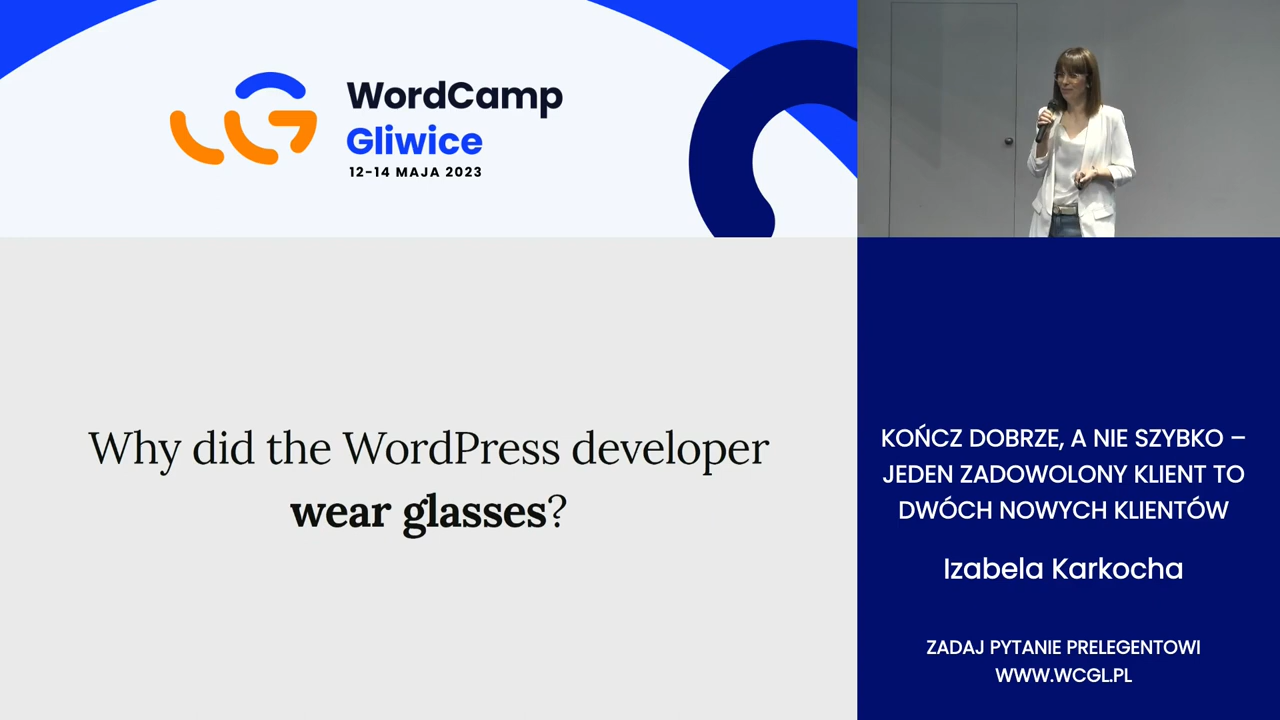 WordCamp
Gliwice
12-14 MAJA 2023
Why did the WordPress developer
wear glasses?
KOŃCZ DOBRZE, A NIE SZYBKO –
JEDEN ZADOWOLONY KLIENT TO
DWÓCH NOWYCH KLIENTÓW
Izabela Karkocha
ZADAJ PYTANIE PRELEGENTOWI
WWW.WCGL.PL